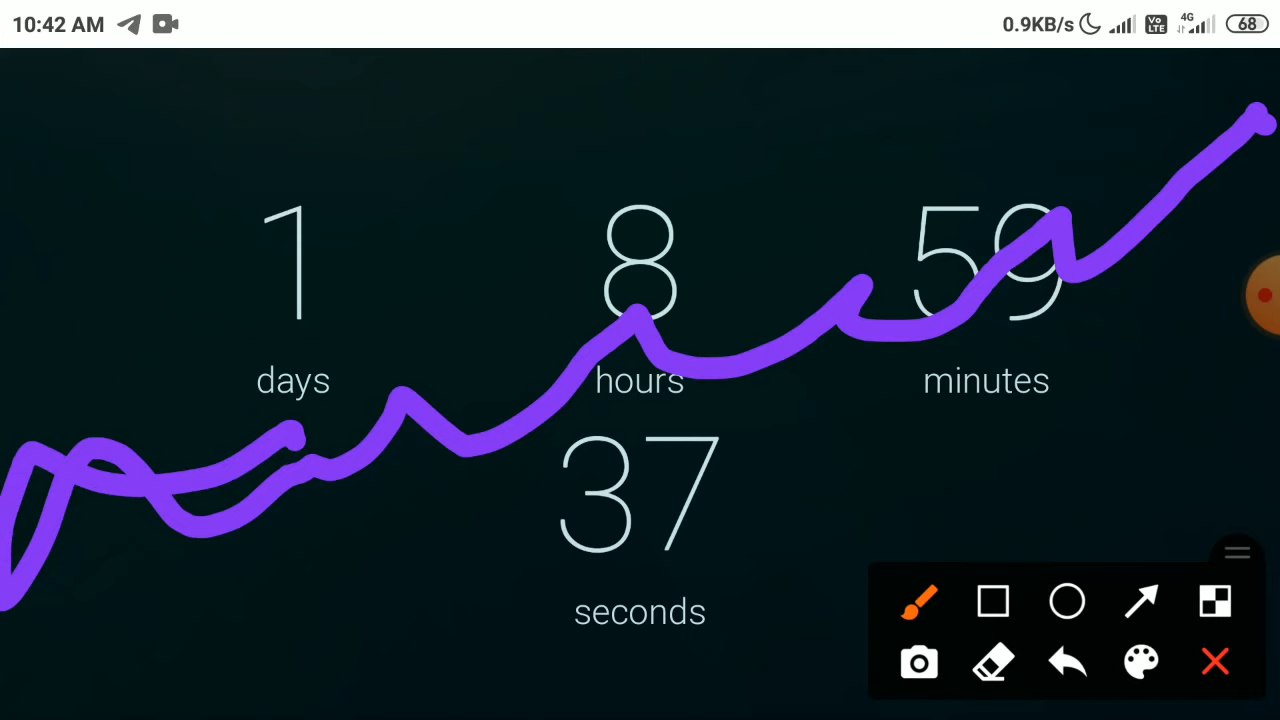 10:42 AM 0.9KB/s Vo LTE 4G 68
1 8 59
days hours minutes
37
seconds